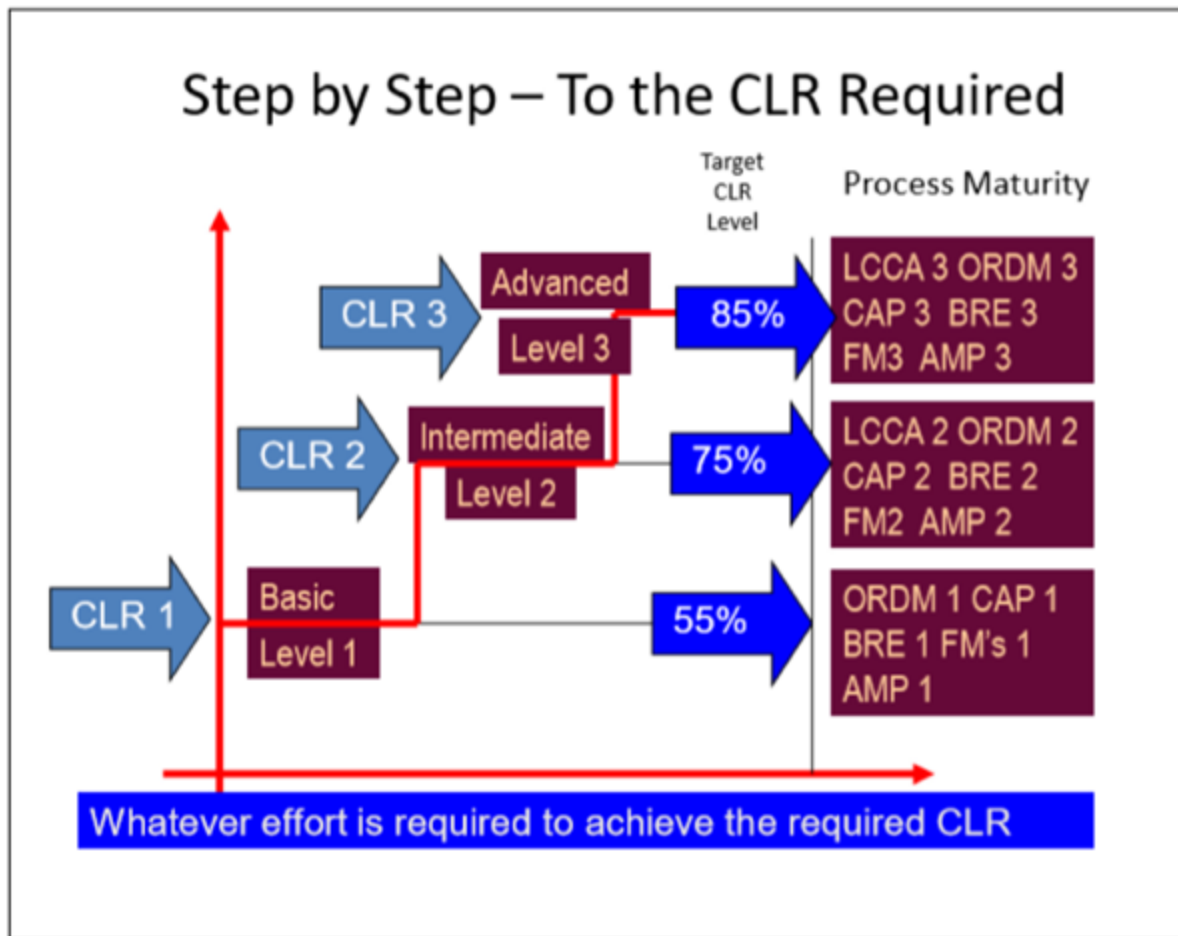 Step by Step – To the CLR Required
Target
CLR
Level
Process Maturity
CLR 3
Advanced
Level 3
85%
LCCA 3 ORDM 3
CAP 3 BRE 3
FM3 AMP 3
CLR 2
Intermediate
Level 2
75%
LCCA 2 ORDM 2
CAP 2 BRE 2
FM2 AMP 2
CLR 1
Basic
Level 1
55%
ORDM 1 CAP 1
BRE 1 FM's 1
AMP 1
Whatever effort is required to achieve the required CLR